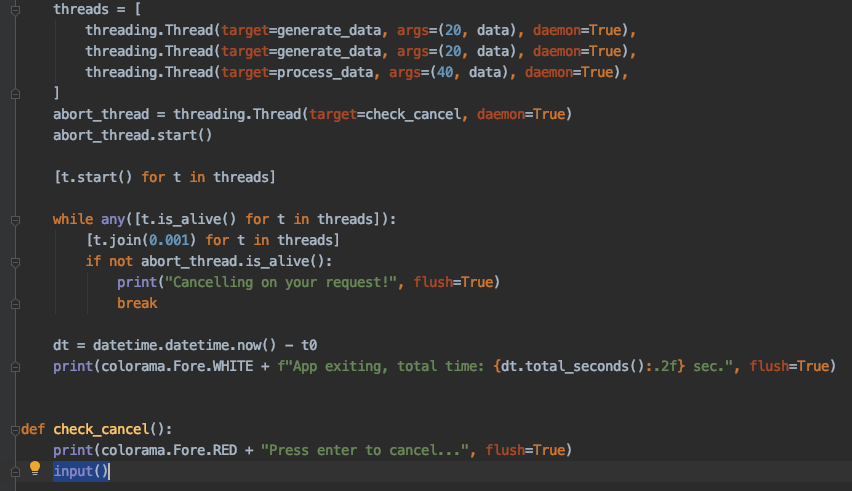 threads = [
    threading.Thread(target=generate_data, args=(20, data), daemon=True),
    threading.Thread(target=generate_data, args=(20, data), daemon=True),
    threading.Thread(target=process_data, args=(40, data), daemon=True),
]
abort_thread = threading.Thread(target=check_cancel, daemon=True)
abort_thread.start()

[t.start() for t in threads]

while any([t.is_alive() for t in threads]):
    [t.join(0.001) for t in threads]
    if not abort_thread.is_alive():
        print("Cancelling on your request!", flush=True)
        break

dt = datetime.datetime.now() - t0
print(colorama.Fore.WHITE + f"App exiting, total time: {dt.total_seconds():.2f} sec.", flush=True)

def check_cancel():
    print(colorama.Fore.RED + "Press enter to cancel...", flush=True)
    input()